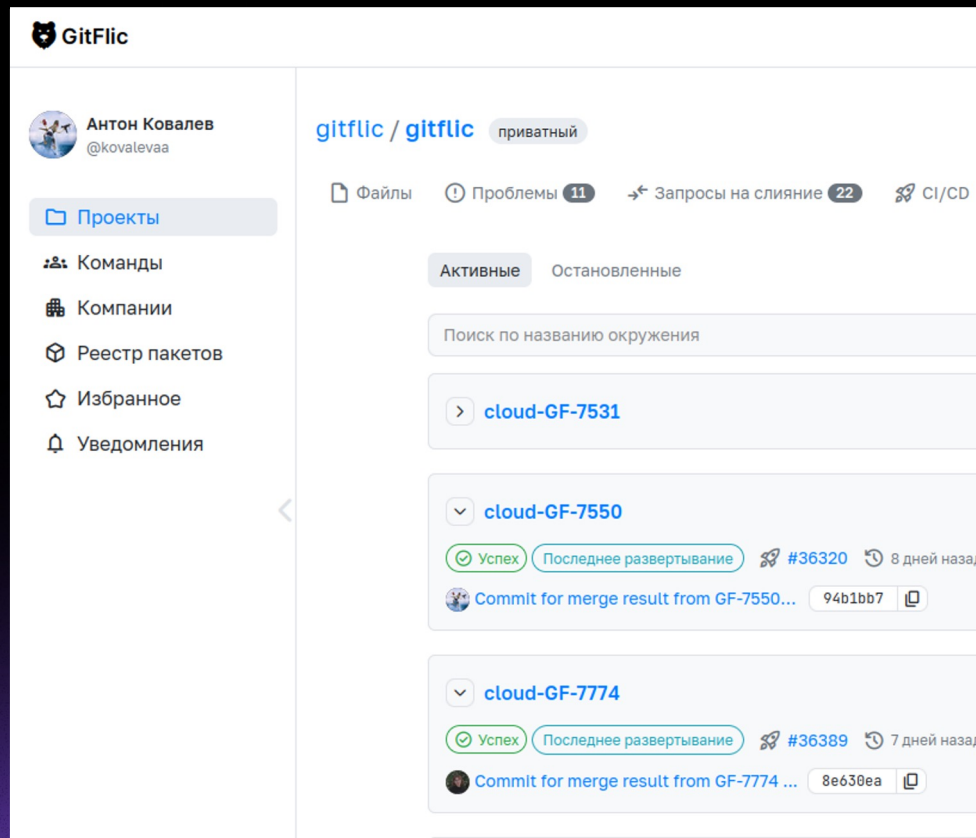 GitFlic
Антон Ковалев
@kovalevaa
Проекты
Команды
Компании
Реестр пакетов
Избранное
Уведомления
gitflic / gitflic приватный
Файлы Проблемы 11 Запросы на слияние 22 CI/CD
Активные Остановленные
Поиск по названию окружения
cloud-GF-7531
cloud-GF-7550
Успех Последнее развертывание #36320 8 дней назад
Commit for merge result from GF-7550... 94b1bb7
cloud-GF-7774
Успех Последнее развертывание #36389 7 дней назад
Commit for merge result from GF-7774 ... 8e630ea